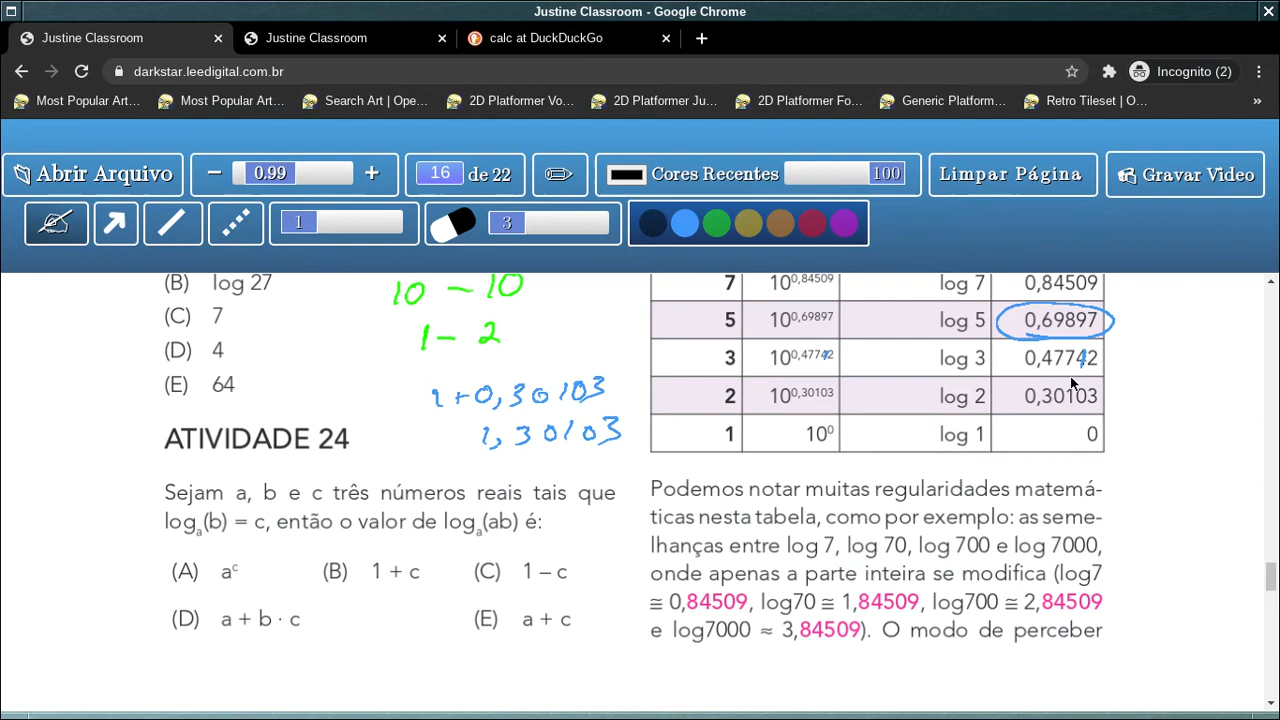 Justine Classroom - Google Chrome
Justine Classroom
Justine Classroom
calc at DuckDuckGo
darkstar.leedigital.com.br
Incognito (2)
Most Popular Art...
Most Popular Art...
Search Art | Ope...
2D Platformer Vo...
2D Platformer Ju...
2D Platformer Fo...
Generic Platform...
Retro Tileset | O...
»
Abrir Arquivo
− 0.99 +
16 de 22
Cores Recentes 100
Limpar Página
Gravar Video
1
3
(B) log 27
(C) 7
(D) 4
(E) 64
10 - 10
1 - 2
1+0,30103
1,30103
ATIVIDADE 24
Sejam a, b e c três números reais tais que
logₐ(b) = c, então o valor de logₐ(ab) é:
(A) aᶜ (B) 1 + c (C) 1 – c
(D) a + b · c (E) a + c
7 10^0,84509 log 7 0,84509
5 10^0,69897 log 5 0,69897
3 10^0,47742 log 3 0,47742
2 10^0,30103 log 2 0,30103
1 10^0 log 1 0
Podemos notar muitas regularidades matemá-
ticas nesta tabela, como por exemplo: as seme-
lhanças entre log 7, log 70, log 700 e log 7000,
onde apenas a parte inteira se modifica (log7
≅ 0,84509, log70 ≅ 1,84509, log700 ≅ 2,84509
e log7000 ≈ 3,84509). O modo de perceber